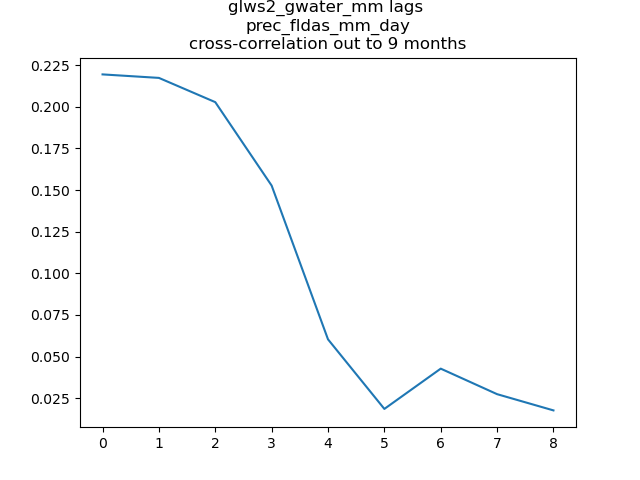 glws2_gwater_mm lags
prec_fldas_mm_day
cross-correlation out to 9 months
0.225
0.200
0.175
0.150
0.125
0.100
0.075
0.050
0.025
0 1 2 3 4 5 6 7 8